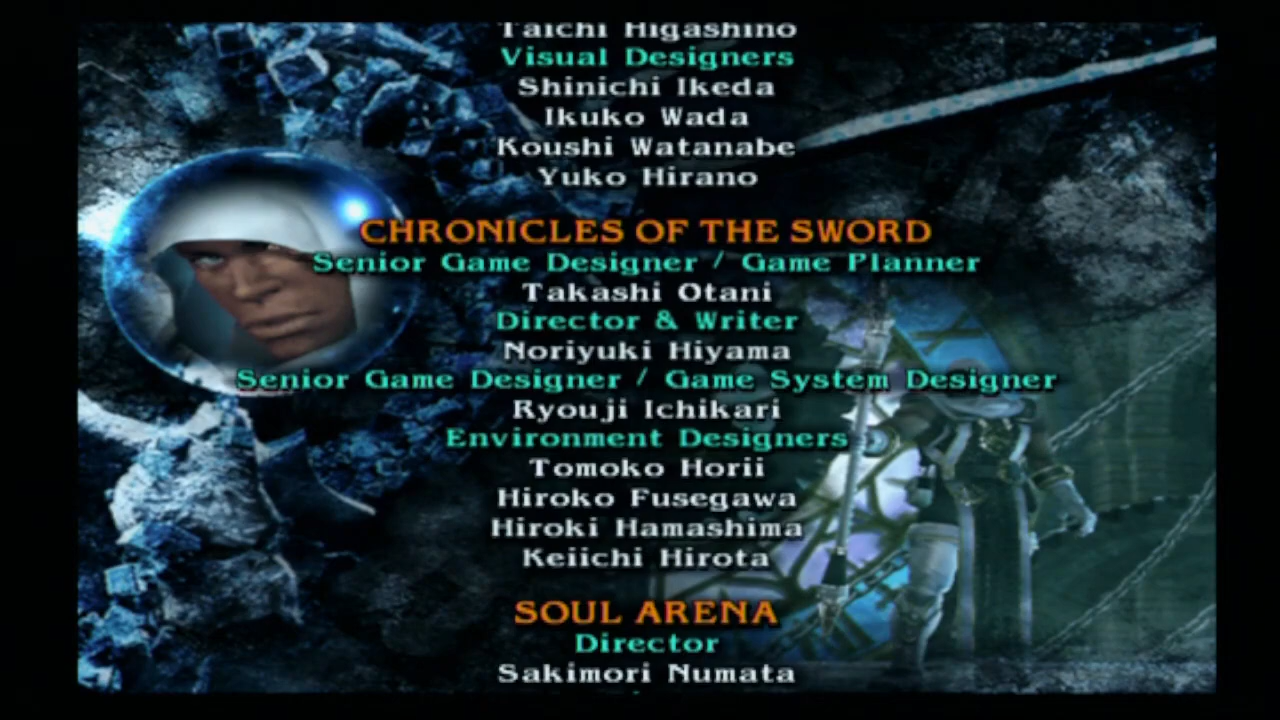 Taichi Higashino
Visual Designers
Shinichi Ikeda
Ikuko Wada
Koushi Watanabe
Yuko Hirano
CHRONICLES OF THE SWORD
Senior Game Designer / Game Planner
Takashi Otani
Director & Writer
Noriyuki Hiyama
Senior Game Designer / Game System Designer
Ryouji Ichikari
Environment Designers
Tomoko Horii
Hiroko Fusegawa
Hiroki Hamashima
Keiichi Hirota
SOUL ARENA
Director
Sakimori Numata